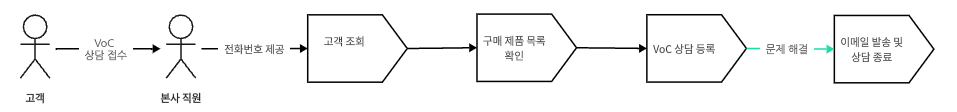 VoC
상담 접수
전화번호 제공
고객 조회
구매 제품 목록
확인
VoC 상담 등록
문제 해결
이메일 발송 및
상담 종료
고객
본사 직원